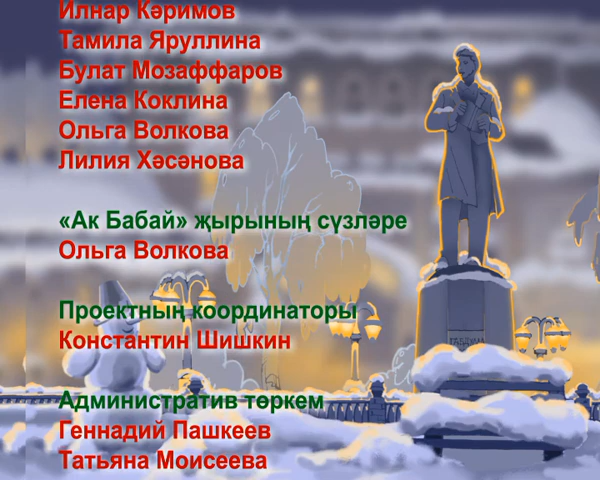 Илнар Кәримов
Тамила Яруллина
Булат Мозаффаров
Елена Коклина
Ольга Волкова
Лилия Хәсәнова
«Ак Бабай» җырының сүзләре
Ольга Волкова
Проектның координаторы
Константин Шишкин
Административ төркем
Геннадий Пашкеев
Татьяна Моисеева